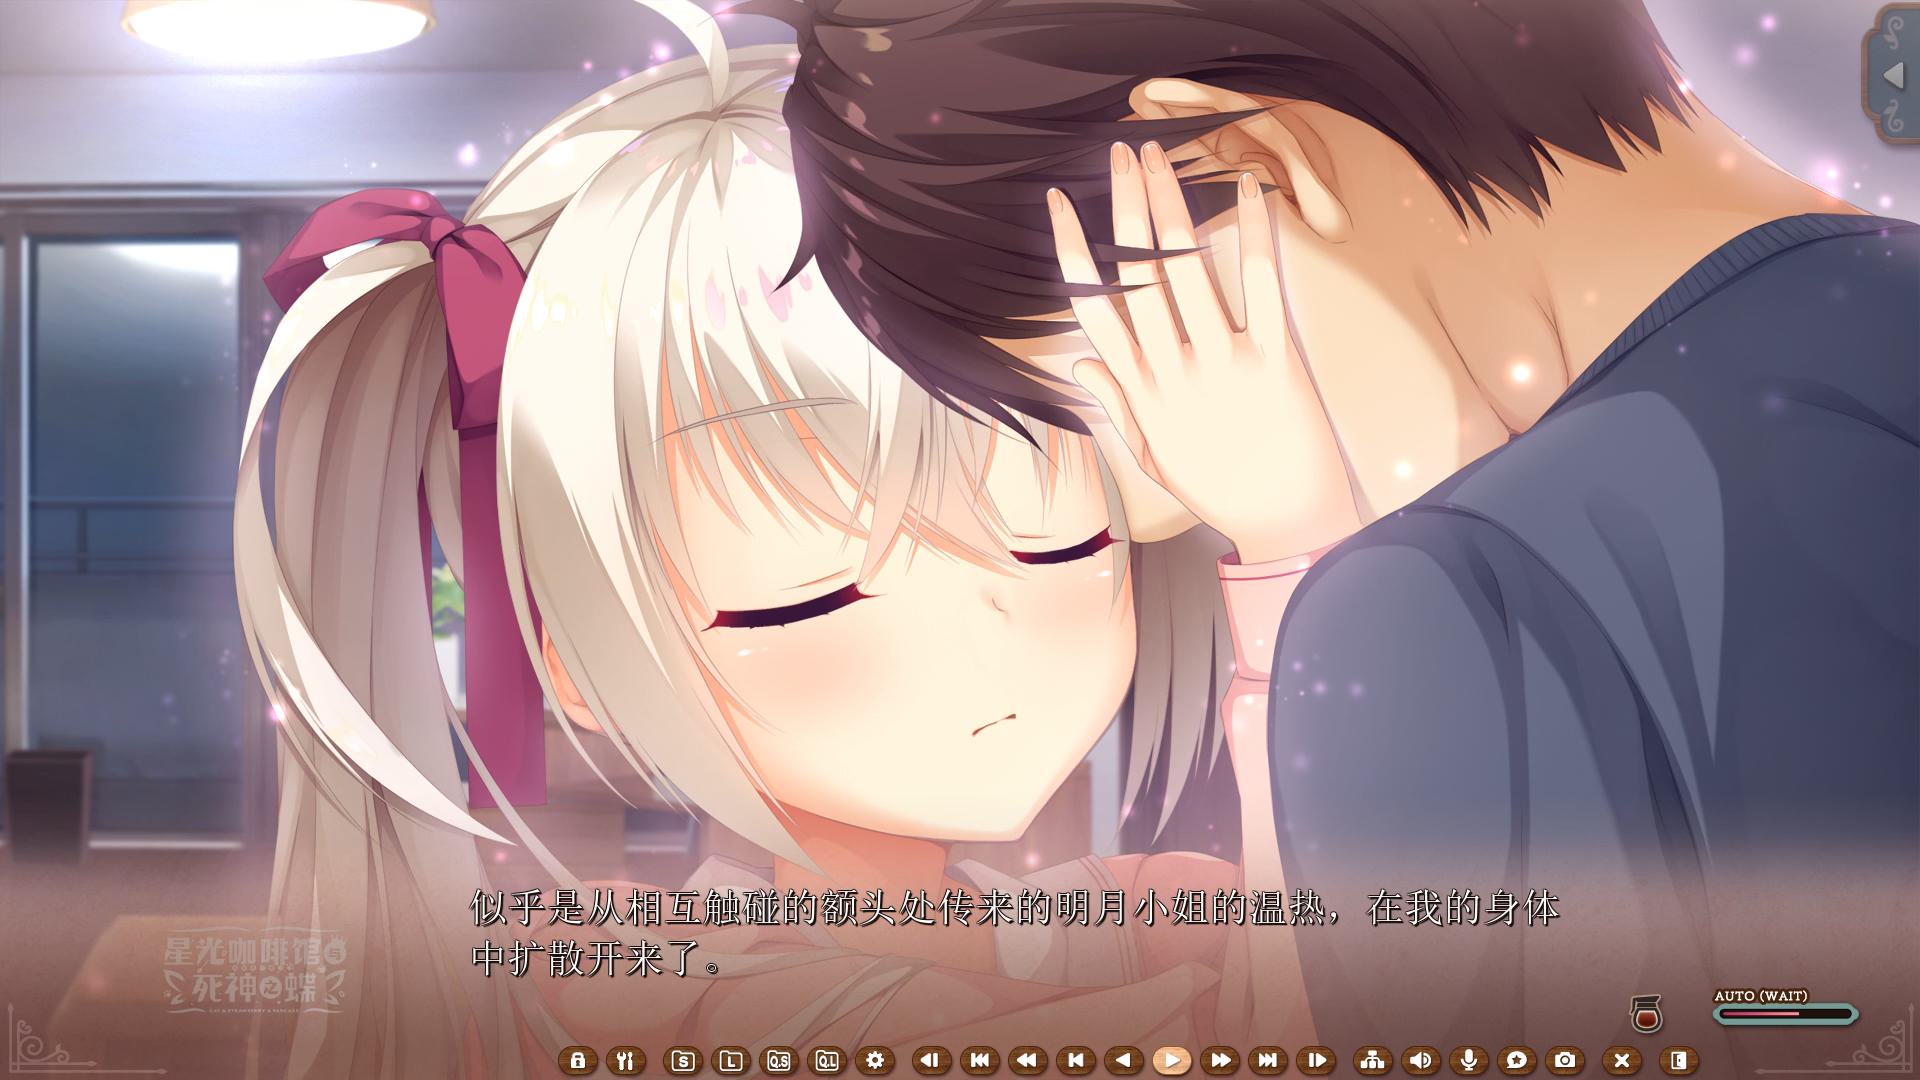 似乎是从相互触碰的额头处传来的明月小姐的温热，在我的身体
中扩散开来了。
星光咖啡馆与
死神之蝶
AUTO (WAIT)
S
L
Q.S
Q.L